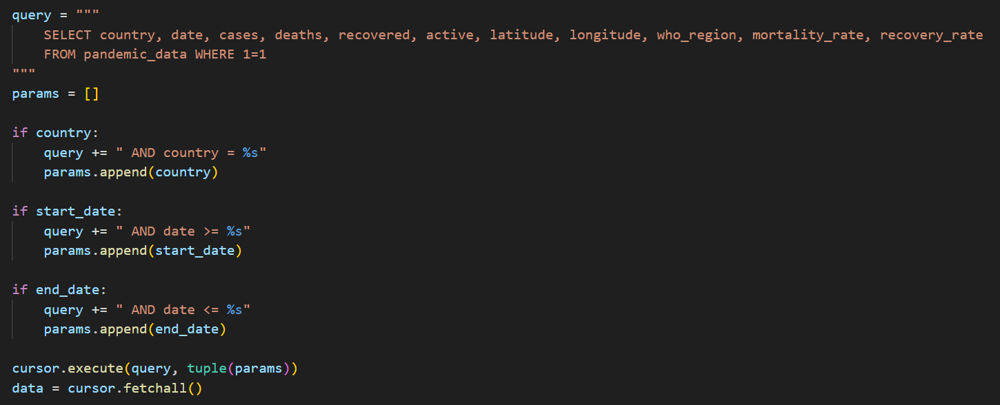 query = """
    SELECT country, date, cases, deaths, recovered, active, latitude, longitude, who_region, mortality_rate, recovery_rate
    FROM pandemic_data WHERE 1=1
"""
params = []

if country:
    query += " AND country = %s"
    params.append(country)

if start_date:
    query += " AND date >= %s"
    params.append(start_date)

if end_date:
    query += " AND date <= %s"
    params.append(end_date)

cursor.execute(query, tuple(params))
data = cursor.fetchall()